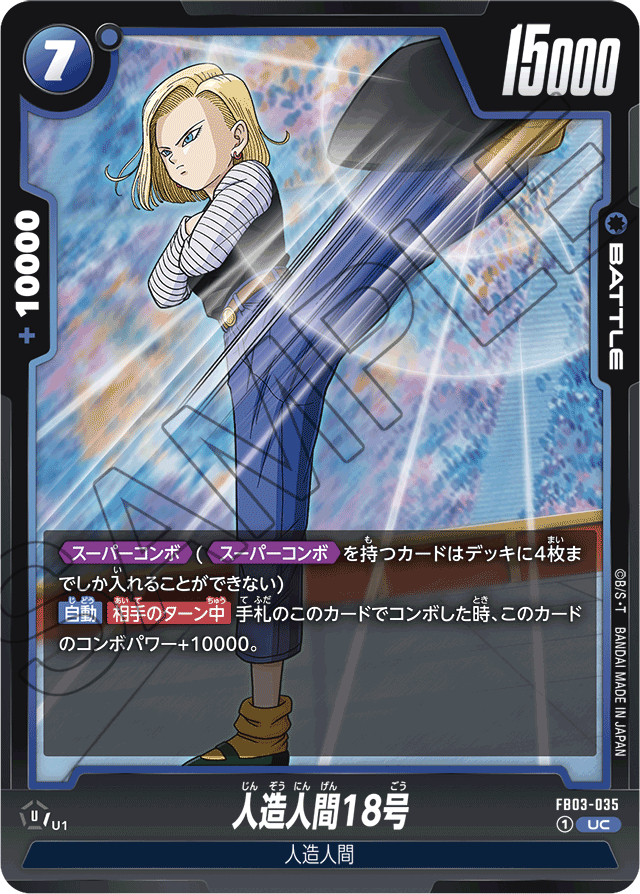 7
15000
+ 10000
BATTLE
SAMPLE
スーパーコンボ ( スーパーコンボ を持つカードはデッキに4枚ま
でしか入れることができない)
自動 相手のターン中 手札のこのカードでコンボした時、このカード
のコンボパワー+10000。
©B/S・T BANDAI MADE IN JAPAN
人造人間18号
FB03-035
U / U1
1 UC
人造人間